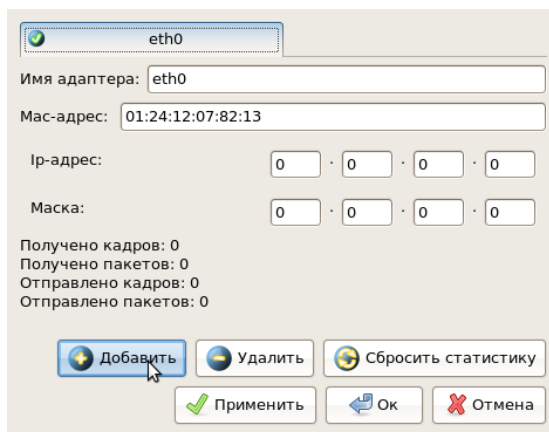 eth0
Имя адаптера: eth0
Mac-адрес: 01:24:12:07:82:13
Ip-адрес: 0 . 0 . 0 . 0
Маска: 0 . 0 . 0 . 0
Получено кадров: 0
Получено пакетов: 0
Отправлено кадров: 0
Отправлено пакетов: 0
Добавить Удалить Сбросить статистику
Применить Ок Отмена